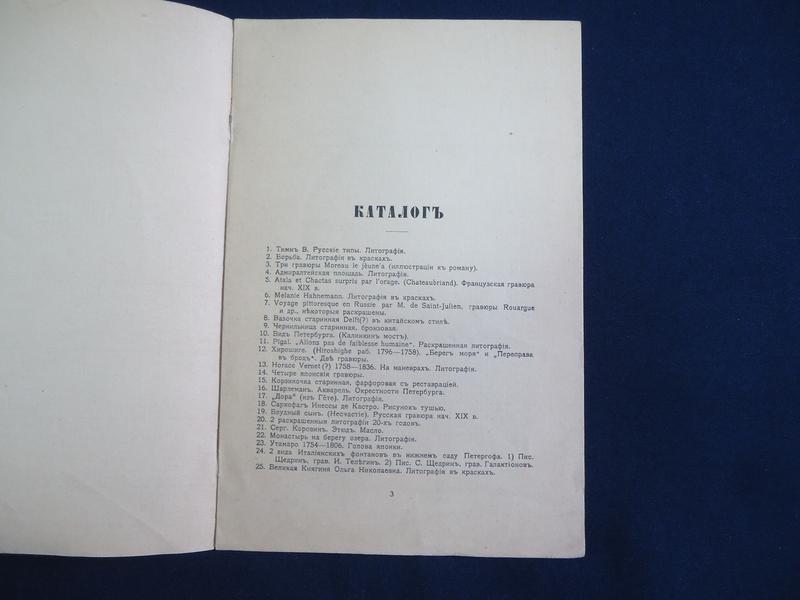 КАТАЛОГЪ
1. Тиммъ В. Русскіе типы. Литографія.
2. Борьба. Литографія въ краскахъ.
3. Три гравюры Moreau le jeune'a (иллюстраціи къ роману).
4. Адмиралтейская площадь. Литографія.
5. Atala et Chactas surpris par l'orage. (Chateaubriand). Французская гравюра
нач. XIX в.
6. Melanie Hahnemann. Литографія въ краскахъ.
7. Voyage pittoresque en Russie par M. de Saint-Julien, гравюры Rouargue
и др., нѣкоторыя раскрашены.
8. Вазочка старинная Delft(?) въ китайскомъ стилѣ.
9. Чернильница старинная, бронзовая.
10. Видъ Петербурга. (Калинкинъ мостъ).
11. Pigal. „Allons pas de faiblesse humaine“. Раскрашенная литографія.
12. Хирошиге. (Hiroshighe раб. 1796—1758). „Берегъ моря“ и „Переправа
въ бродъ“. Двѣ гравюры.
13. Horace Vernet(?) 1758—1836. На маневрахъ. Литографія.
14. Четыре японскія гравюры.
15. Корзиночка старинная, фарфоровая съ реставраціей.
16. Шарлеманъ. Акварель. Окрестности Петербурга.
17. „Дора“ (изъ Гёте). Литографія.
18. Саркофагъ Инессы де Кастро. Рисунокъ тушью.
19. Блудный сынъ. (Несчастіе). Русская гравюра нач. XIX в.
20. 2 раскрашенныя литографіи 20-хъ годовъ.
21. Серг. Коровинъ. Этюдъ. Масло.
22. Монастырь на берегу озера. Литографія.
23. Утамаро 1754—1806. Голова японки.
24. 2 вида Италіянскихъ фонтановъ въ нижнемъ саду Петергофа. 1) Пис.
Щедринъ, грав. И. Телѣгинъ. 2) Пис. С. Щедринъ, грав. Галактіоновъ.
25. Великая Княгиня Ольга Николаевна. Литографія въ краскахъ.
3